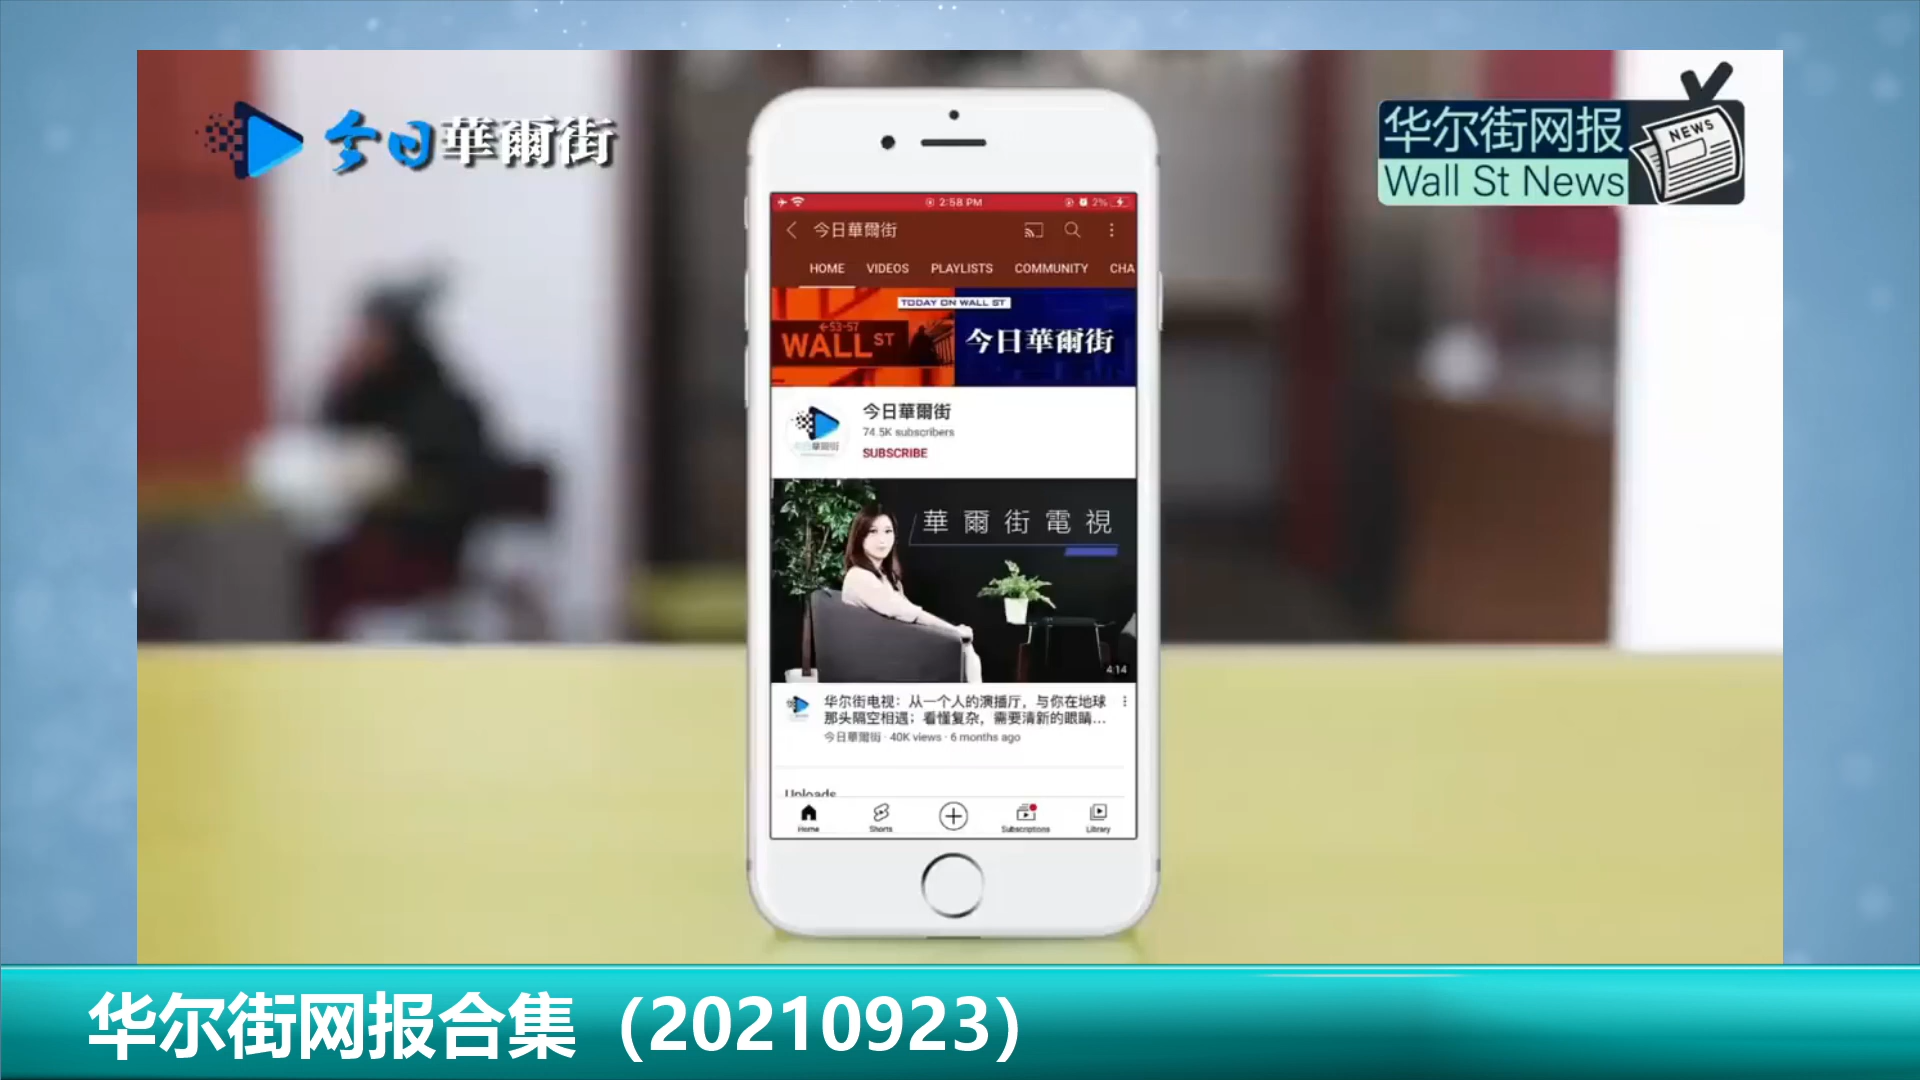 今日華爾街
华尔街网报
Wall St News
NEWS
2:58 PM
2%
今日華爾街
HOME VIDEOS PLAYLISTS COMMUNITY CHA
TODAY ON WALL ST
←53-57
WALL ST
今日華爾街
今日華爾街
74.5K subscribers
SUBSCRIBE
華爾街電視
4:14
华尔街电视：从一个人的演播厅，与你在地球
那头隔空相遇；看懂复杂，需要清新的眼睛...
今日華爾街 · 40K views · 6 months ago
Uploads
Home Shorts Subscriptions Library
华尔街网报合集（20210923）